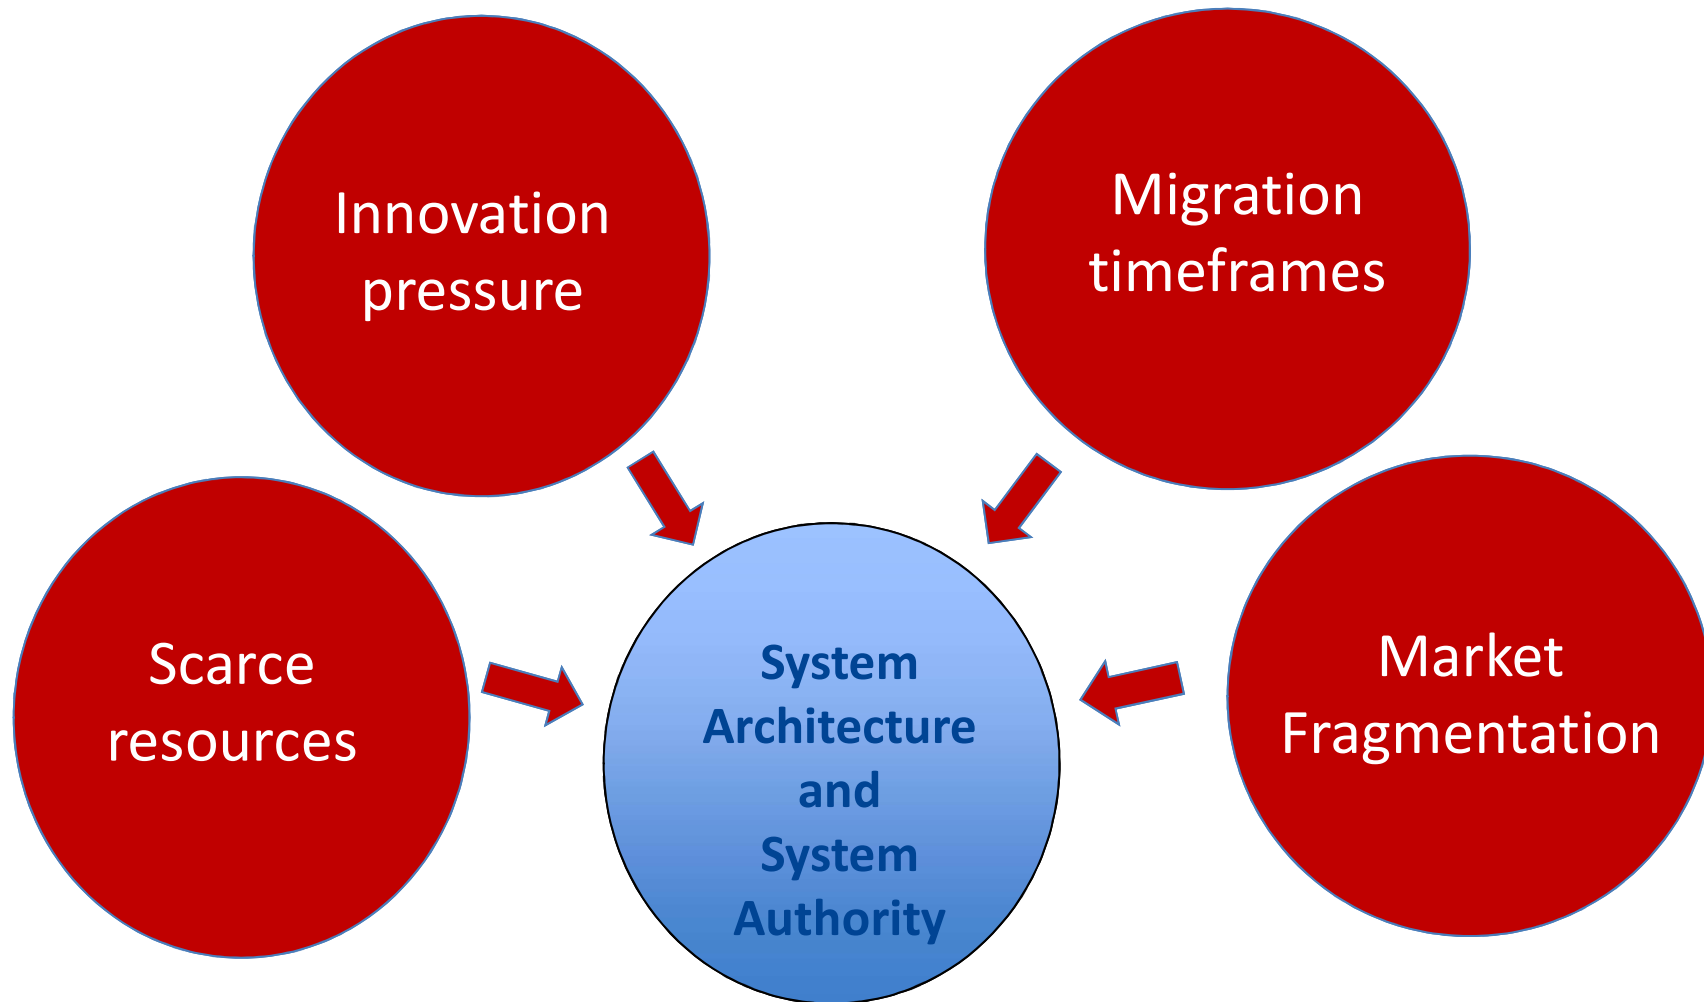 Innovation
pressure
Migration
timeframes
Scarce
resources
System
Architecture
and
System
Authority
Market
Fragmentation